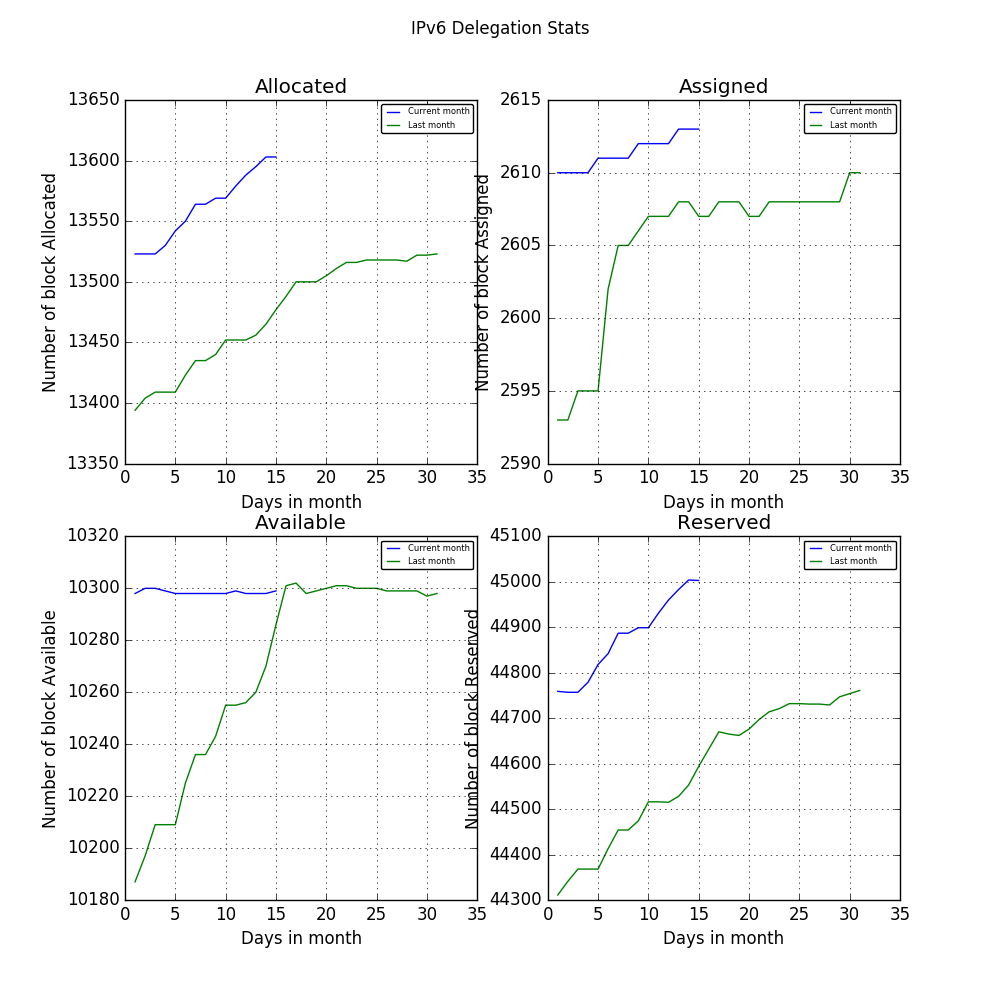 IPv6 Delegation Stats
Allocated
Number of block Allocated
13650
13600
13550
13500
13450
13400
13350
Current month
Last month
0 5 10 15 20 25 30 35
Days in month
Assigned
Number of block Assigned
2615
2610
2605
2600
2595
2590
Current month
Last month
0 5 10 15 20 25 30 35
Days in month
Available
Number of block Available
10320
10300
10280
10260
10240
10220
10200
10180
Current month
Last month
0 5 10 15 20 25 30 35
Days in month
Reserved
Number of block Reserved
45100
45000
44900
44800
44700
44600
44500
44400
44300
Current month
Last month
0 5 10 15 20 25 30 35
Days in month